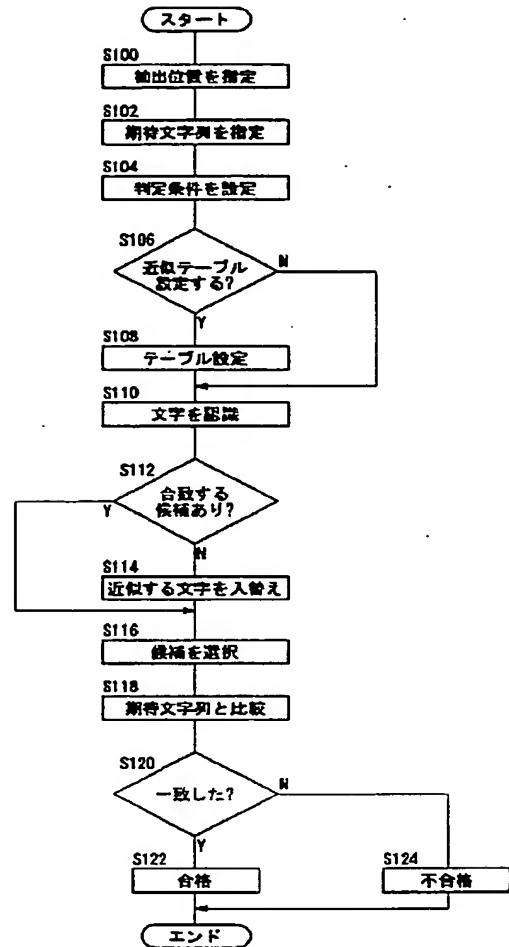 スタート
S100
抽出位置を指定
S102
期待文字列を指定
S104
判定条件を設定
S106
近似テーブル
設定する?
N
Y
S108
テーブル設定
S110
文字を認識
S112
合致する
候補あり?
Y
N
S114
近似する文字を入替え
S116
候補を選択
S118
期待文字列と比較
S120
一致した?
N
Y
S122
合格
S124
不合格
エンド